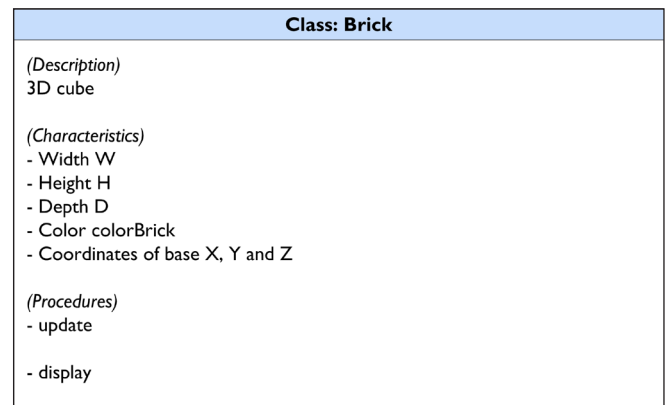 Class: Brick
(Description)
3D cube
(Characteristics)
- Width W
- Height H
- Depth D
- Color colorBrick
- Coordinates of base X, Y and Z
(Procedures)
- update
- display